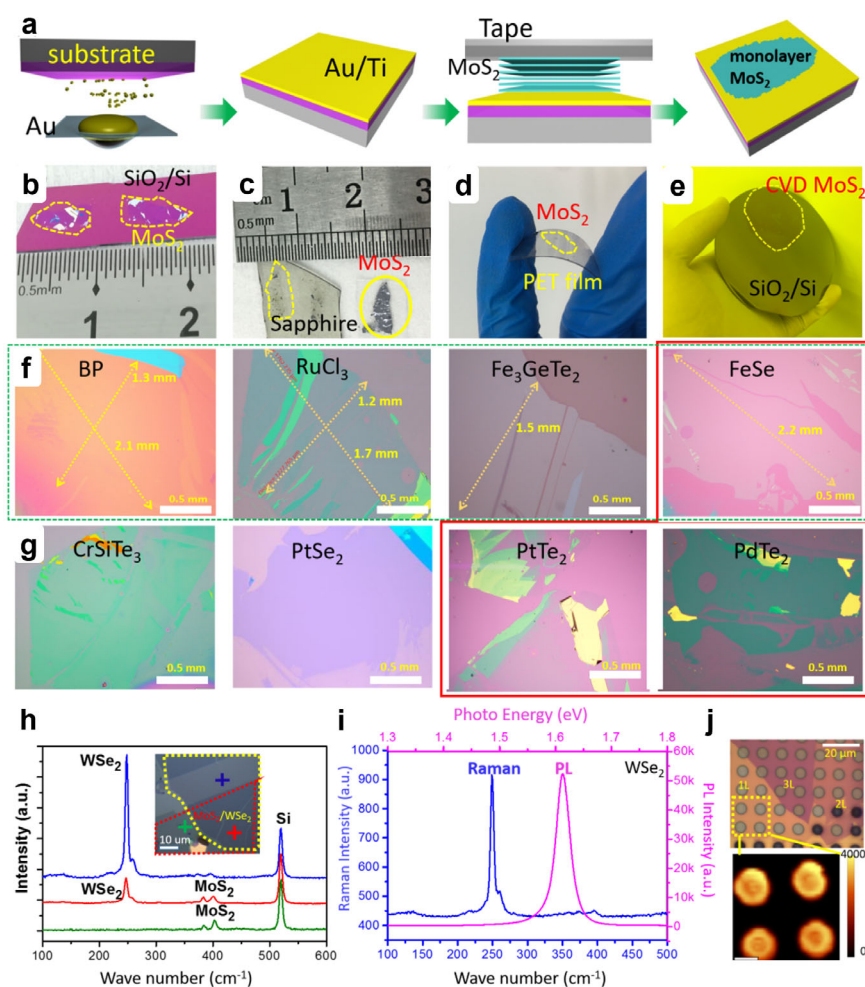 a
substrate
Au
Au/Ti
Tape
MoS₂
monolayer
MoS₂
b
SiO₂/Si
MoS₂
0.5mm
1
2
c
1
2
3
0.5mm
MoS₂
Sapphire
d
MoS₂
PET film
e
CVD MoS₂
SiO₂/Si
f
BP
1.3 mm
2.1 mm
0.5 mm
RuCl₃
1.2 mm
1.7 mm
0.5 mm
Fe₃GeTe₂
1.5 mm
0.5 mm
FeSe
2.2 mm
0.5 mm
g
CrSiTe₃
0.5 mm
PtSe₂
0.5 mm
PtTe₂
0.5 mm
PdTe₂
0.5 mm
h
Intensity (a.u.)
WSe₂
WSe₂
MoS₂
MoS₂
Si
/WSe₂
10 um
100 200 300 400 500 600
Wave number (cm⁻¹)
i
Photo Energy (eV)
1.3 1.4 1.5 1.6 1.7 1.8
Raman
PL
WSe₂
Raman Intensity (a.u.)
1000
900
800
700
600
500
400
PL Intensity (a.u.)
60k
50k
40k
30k
20k
10k
0
100 150 200 250 300 350 400 450 500
Wave number (cm⁻¹)
j
20 μm
1L
3L
2L
4000
0